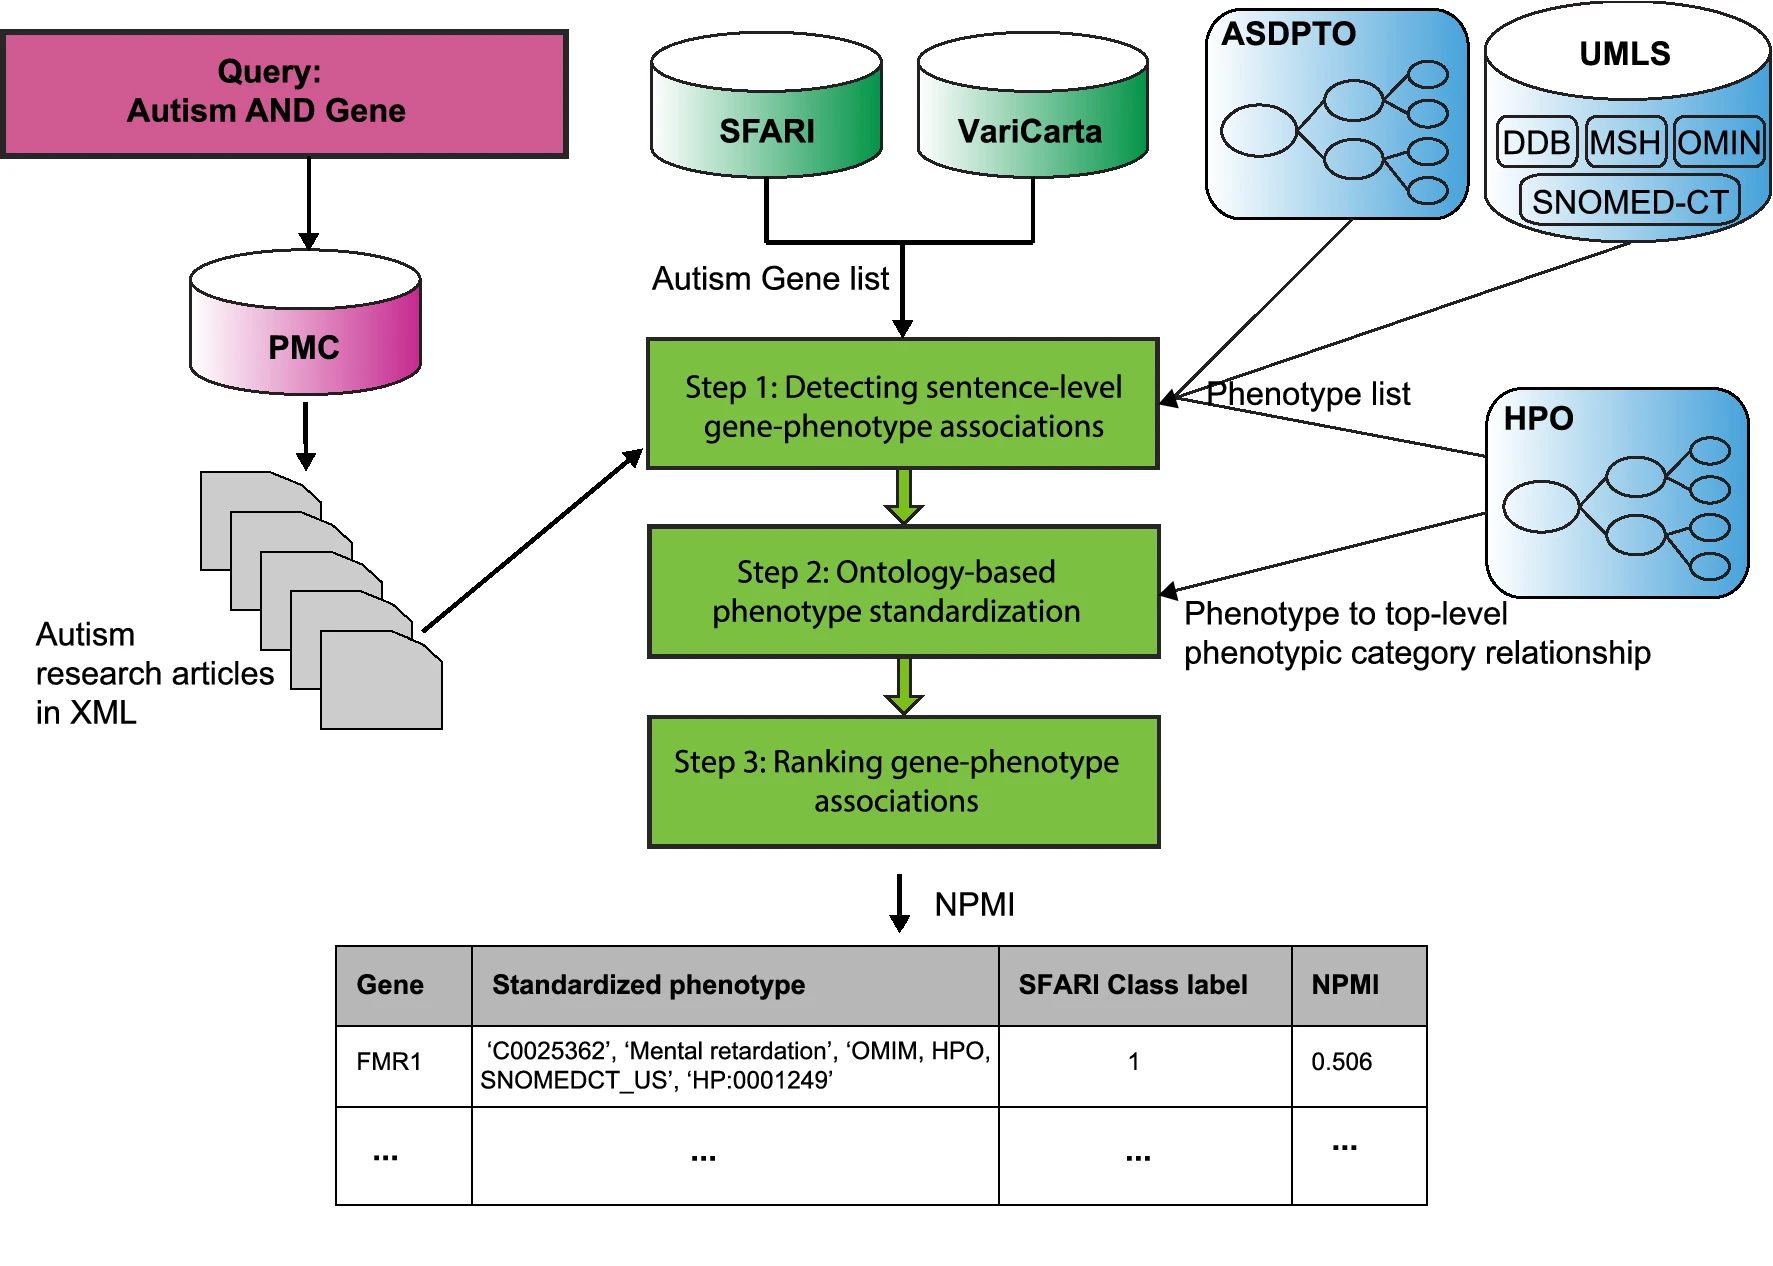 Query:
Autism AND Gene
PMC
Autism
research articles
in XML
SFARI
VariCarta
Autism Gene list
ASDPTO
UMLS
DDB MSH OMIN
SNOMED-CT
Phenotype list
HPO
Step 1: Detecting sentence-level
gene-phenotype associations
Step 2: Ontology-based
phenotype standardization
Phenotype to top-level
phenotypic category relationship
Step 3: Ranking gene-phenotype
associations
NPMI
Gene Standardized phenotype SFARI Class label NPMI
FMR1 ‘C0025362’, ‘Mental retardation’, ‘OMIM, HPO, 1 0.506
SNOMEDCT_US’, ‘HP:0001249’
... ... ... ...